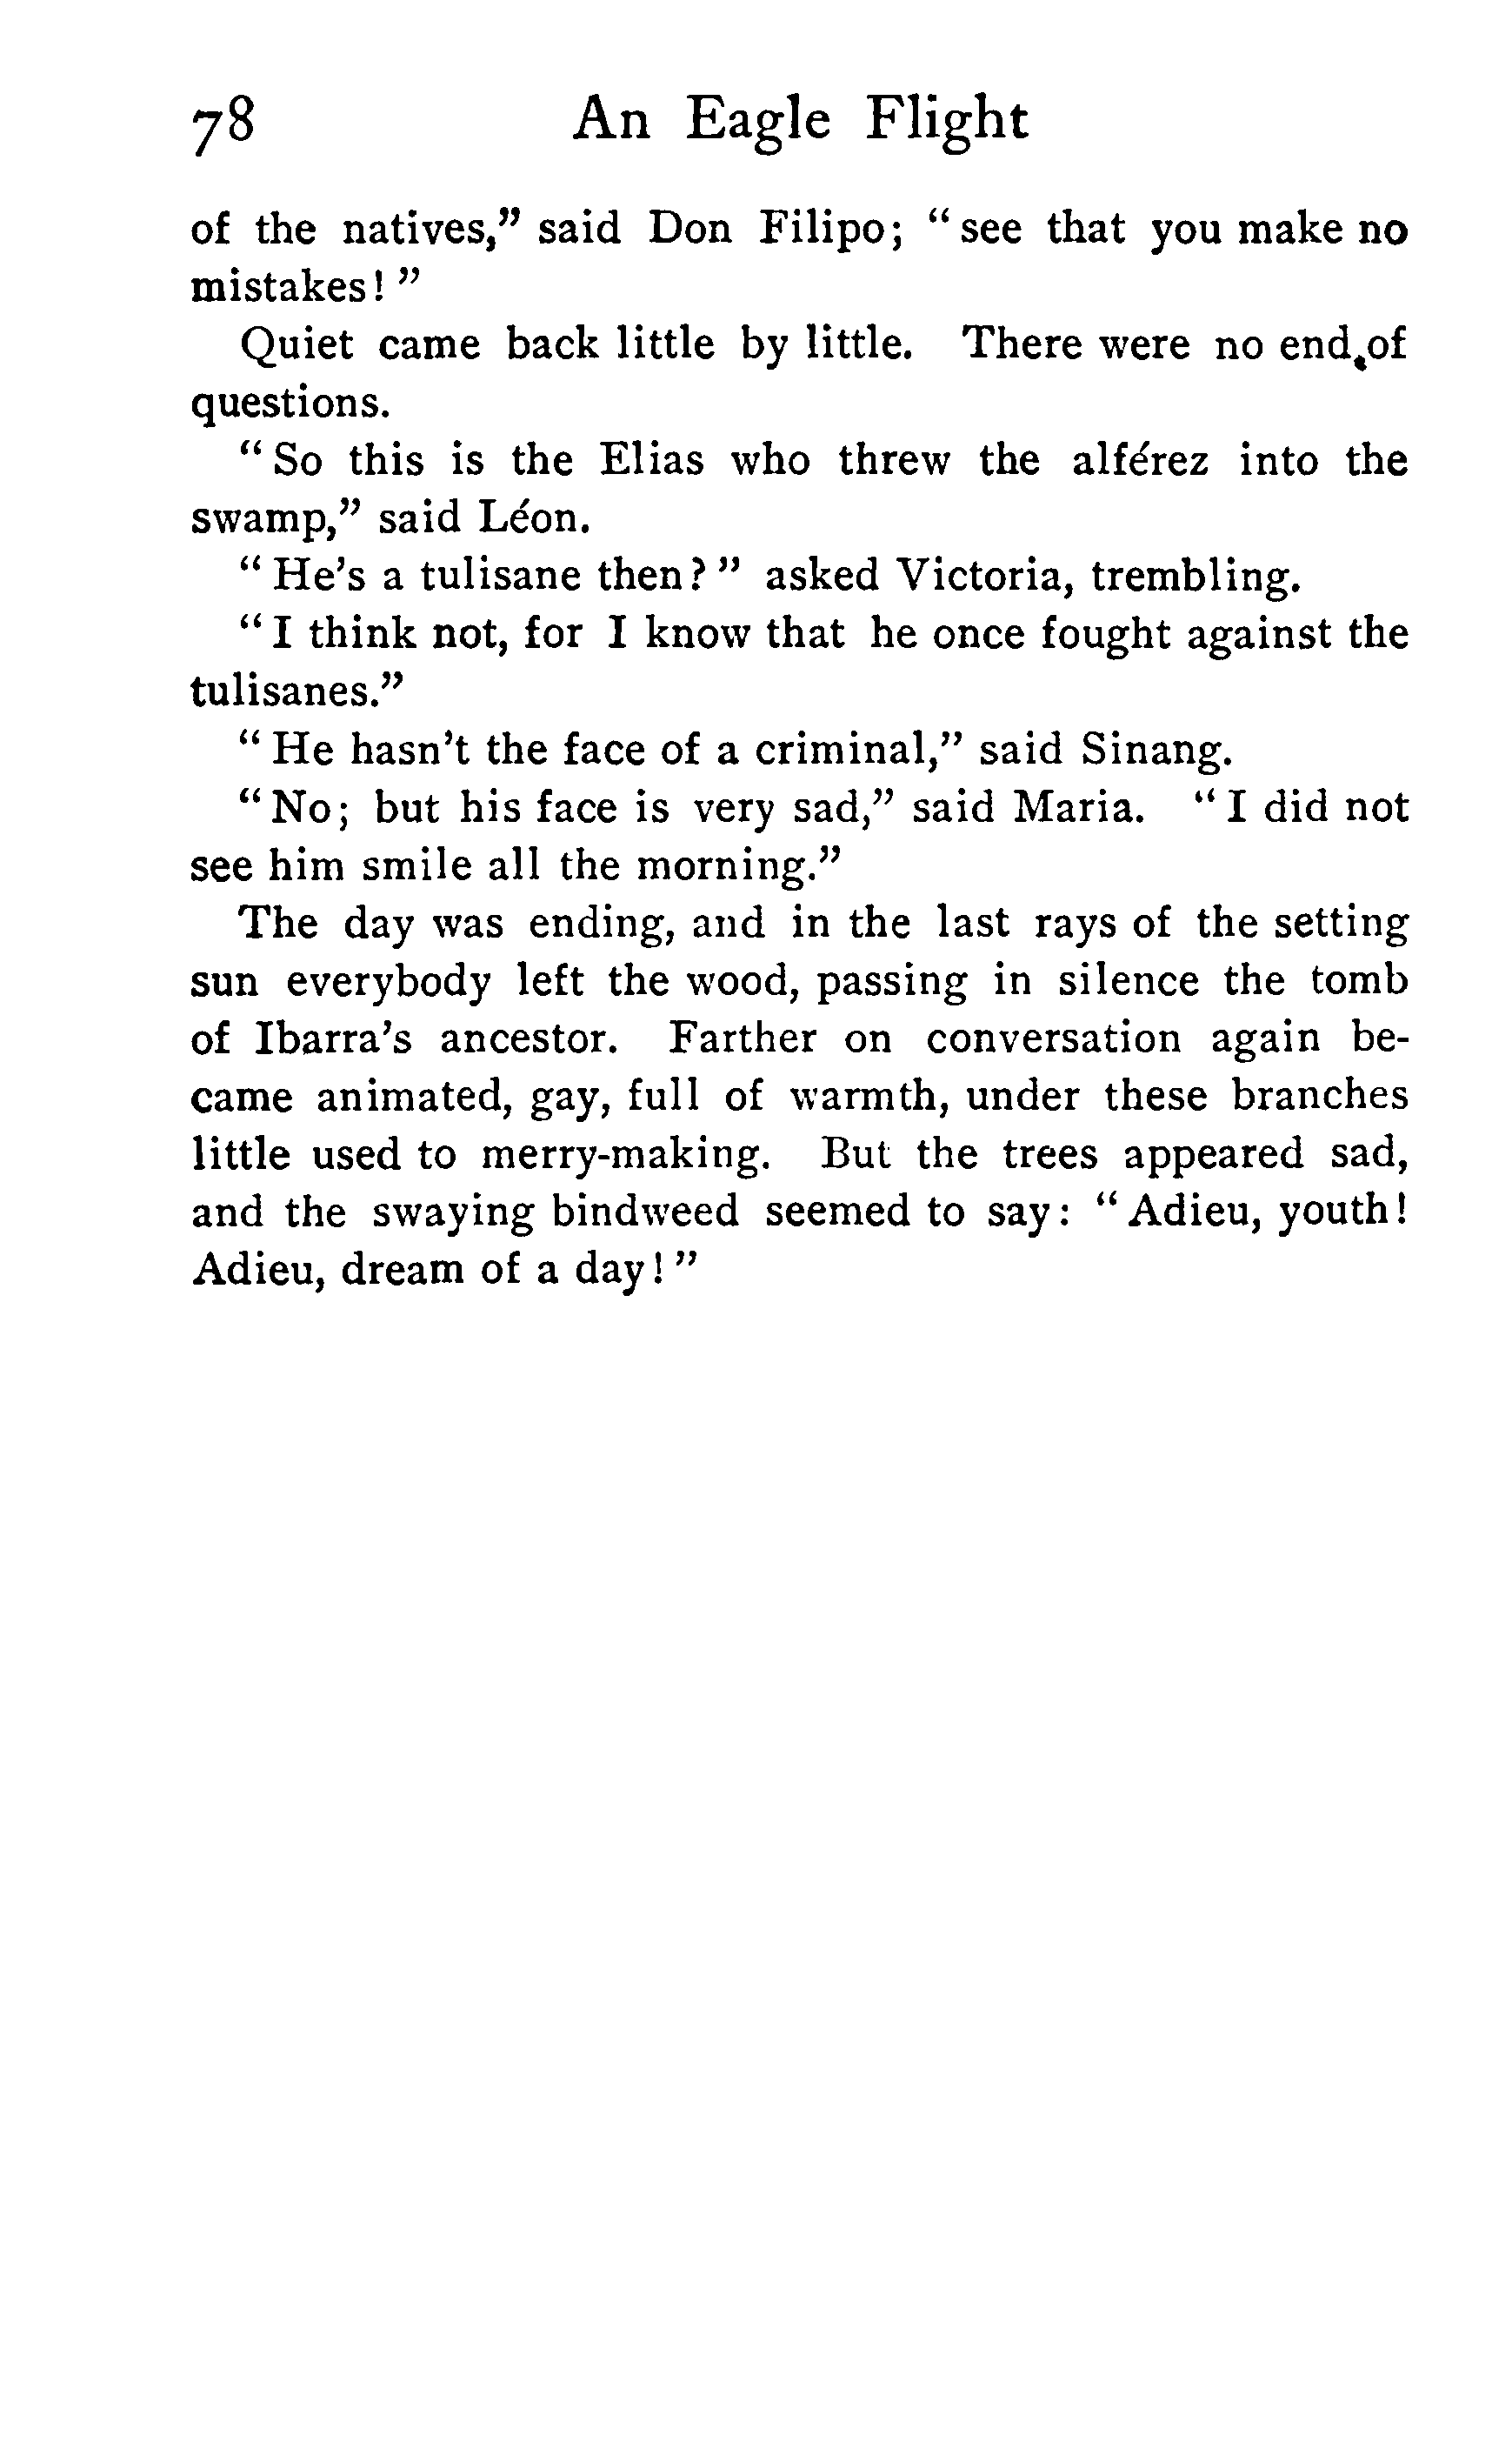 78 An Eagle Flight
of the natives,” said Don Filipo; “see that you make no
mistakes!”
Quiet came back little by little. There were no end of
questions.
“So this is the Elias who threw the alférez into the
swamp,” said Léon.
“He’s a tulisane then?” asked Victoria, trembling.
“I think not, for I know that he once fought against the
tulisanes.”
“He hasn’t the face of a criminal,” said Sinang.
“No; but his face is very sad,” said Maria. “I did not
see him smile all the morning.”
The day was ending, and in the last rays of the setting
sun everybody left the wood, passing in silence the tomb
of Ibarra’s ancestor. Farther on conversation again be-
came animated, gay, full of warmth, under these branches
little used to merry-making. But the trees appeared sad,
and the swaying bindweed seemed to say: “Adieu, youth!
Adieu, dream of a day!”